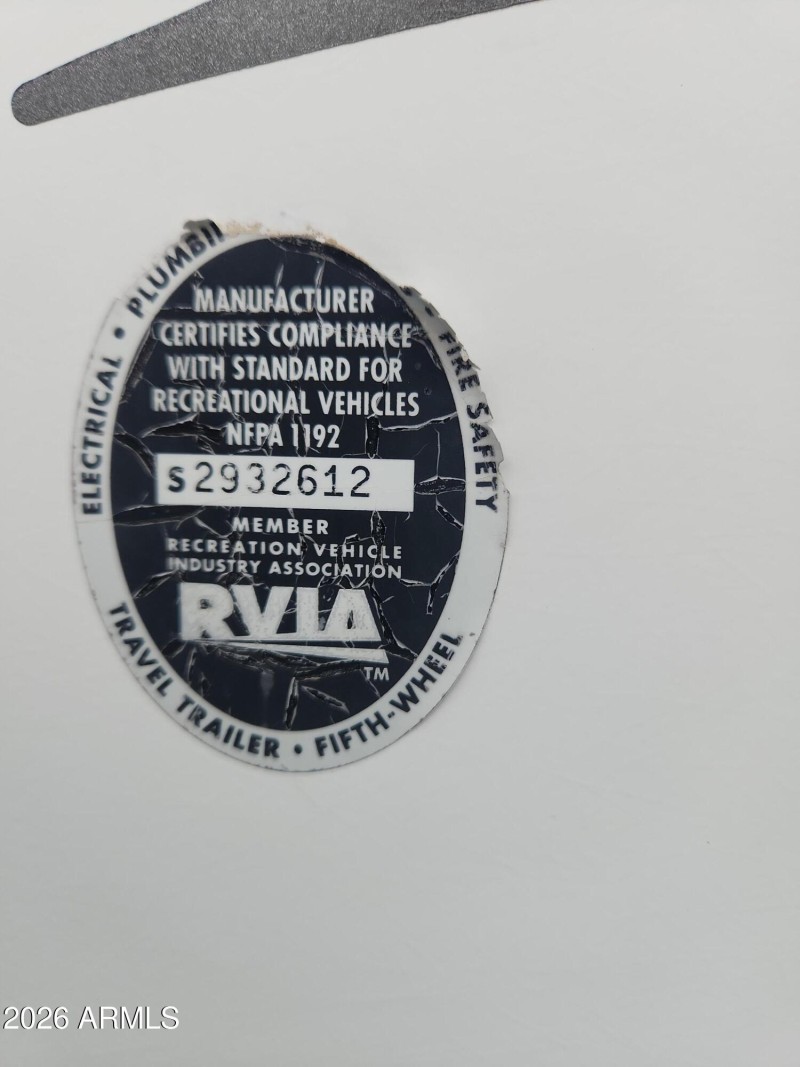 ELECTRICAL • PLUMBI
• FIRE SAFETY
MANUFACTURER
CERTIFIES COMPLIANCE
WITH STANDARD FOR
RECREATIONAL VEHICLES
NFPA 1192
S2932612
MEMBER
RECREATION VEHICLE
INDUSTRY ASSOCIATION
RVIA
TM
TRAVEL TRAILER • FIFTH-WHEEL
2026 ARMLS